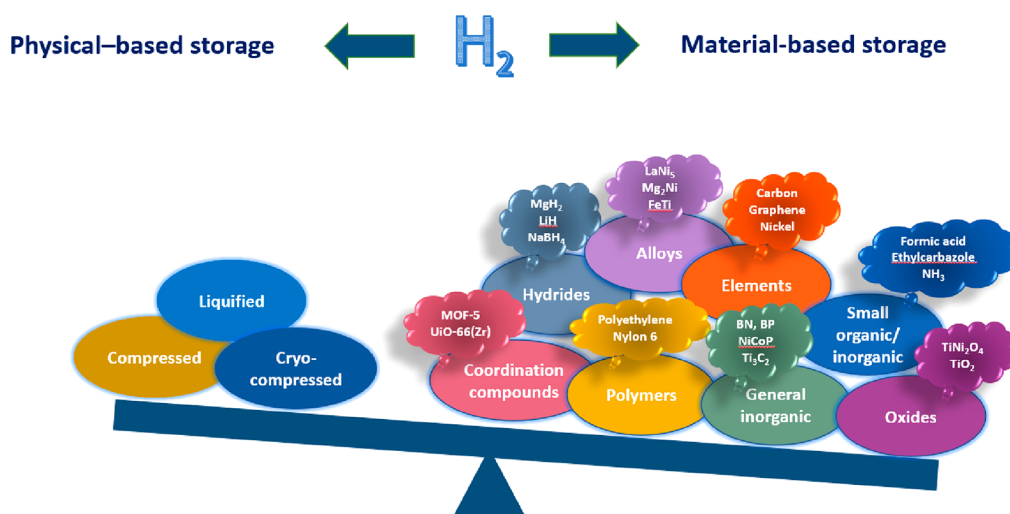 Physical–based storage
H₂
Material-based storage
LaNi₅
Mg₂Ni
FeTi
MgH₂
LiH
NaBH₄
Carbon
Graphene
Nickel
Alloys
Formic acid
Ethylcarbazole
NH₃
Elements
Hydrides
Liquified
MOF-5
UiO-66(Zr)
Polyethylene
Nylon 6
BN, BP
NiCoP
Ti₃C₂
Small
organic/
inorganic
TiNi₂O₄
TiO₂
Compressed
Cryo-
compressed
Coordination
compounds
Polymers
General
inorganic
Oxides